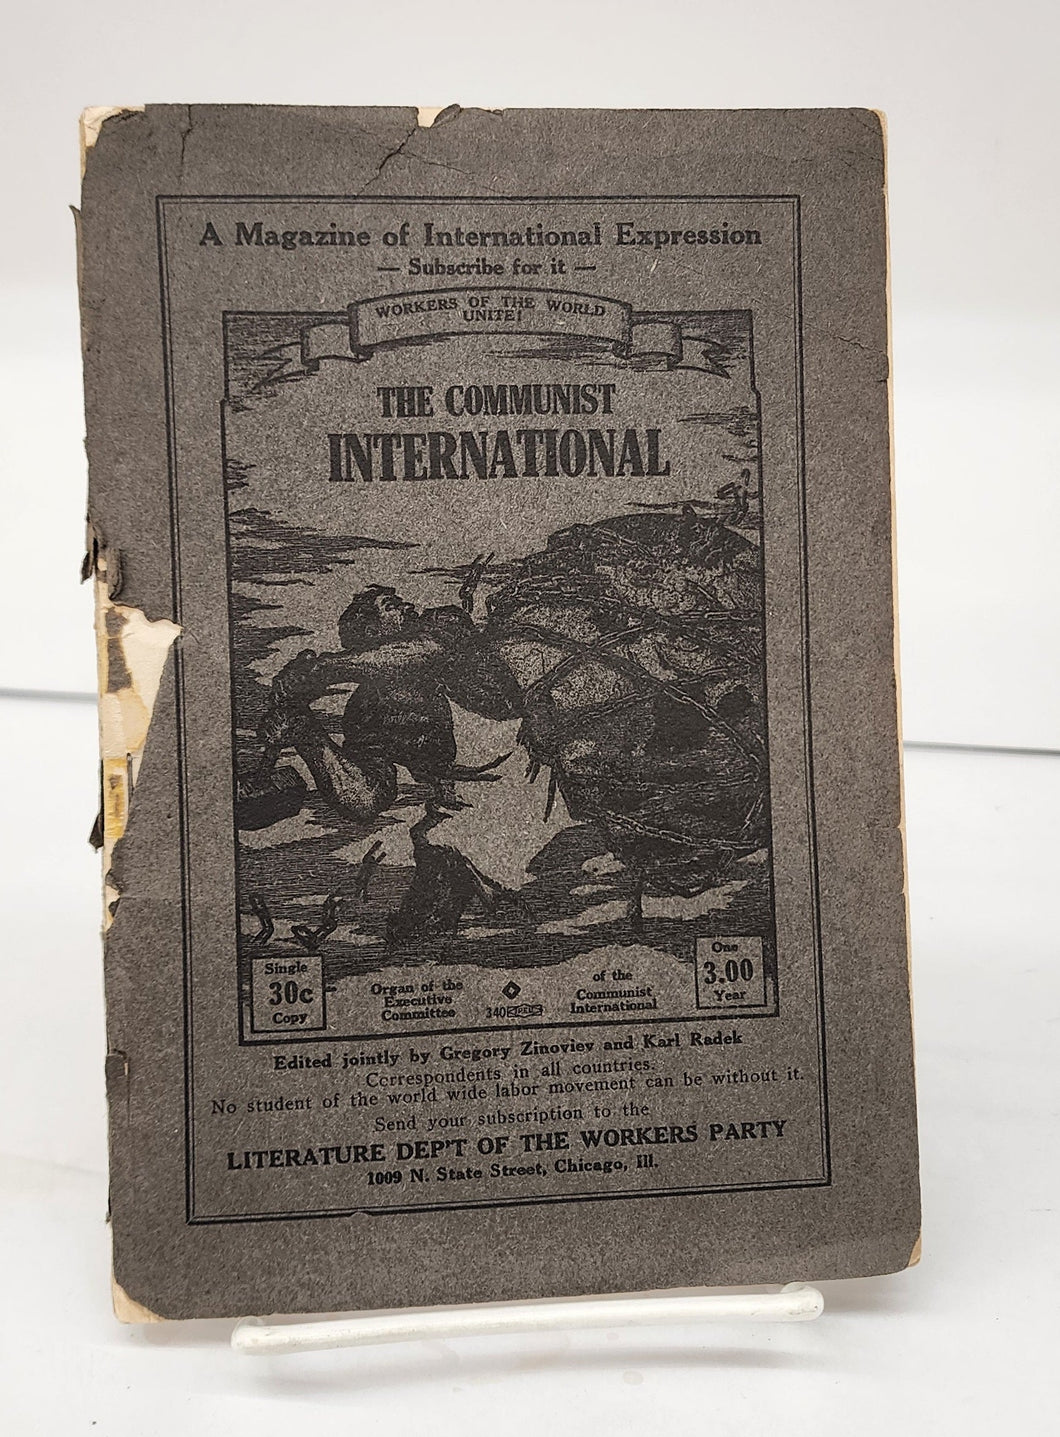 A Magazine of International Expression
— Subscribe for it —
WORKERS OF THE WORLD
UNITE!
THE COMMUNIST
INTERNATIONAL
Single
30c
Copy
Organ of the
Executive
Committee
340
of the
Communist
International
One
3.00
Year
Edited jointly by Gregory Zinoviev and Karl Radek
Correspondents in all countries.
No student of the world wide labor movement can be without it.
Send your subscription to the
LITERATURE DEP'T OF THE WORKERS PARTY
1009 N. State Street, Chicago, Ill.